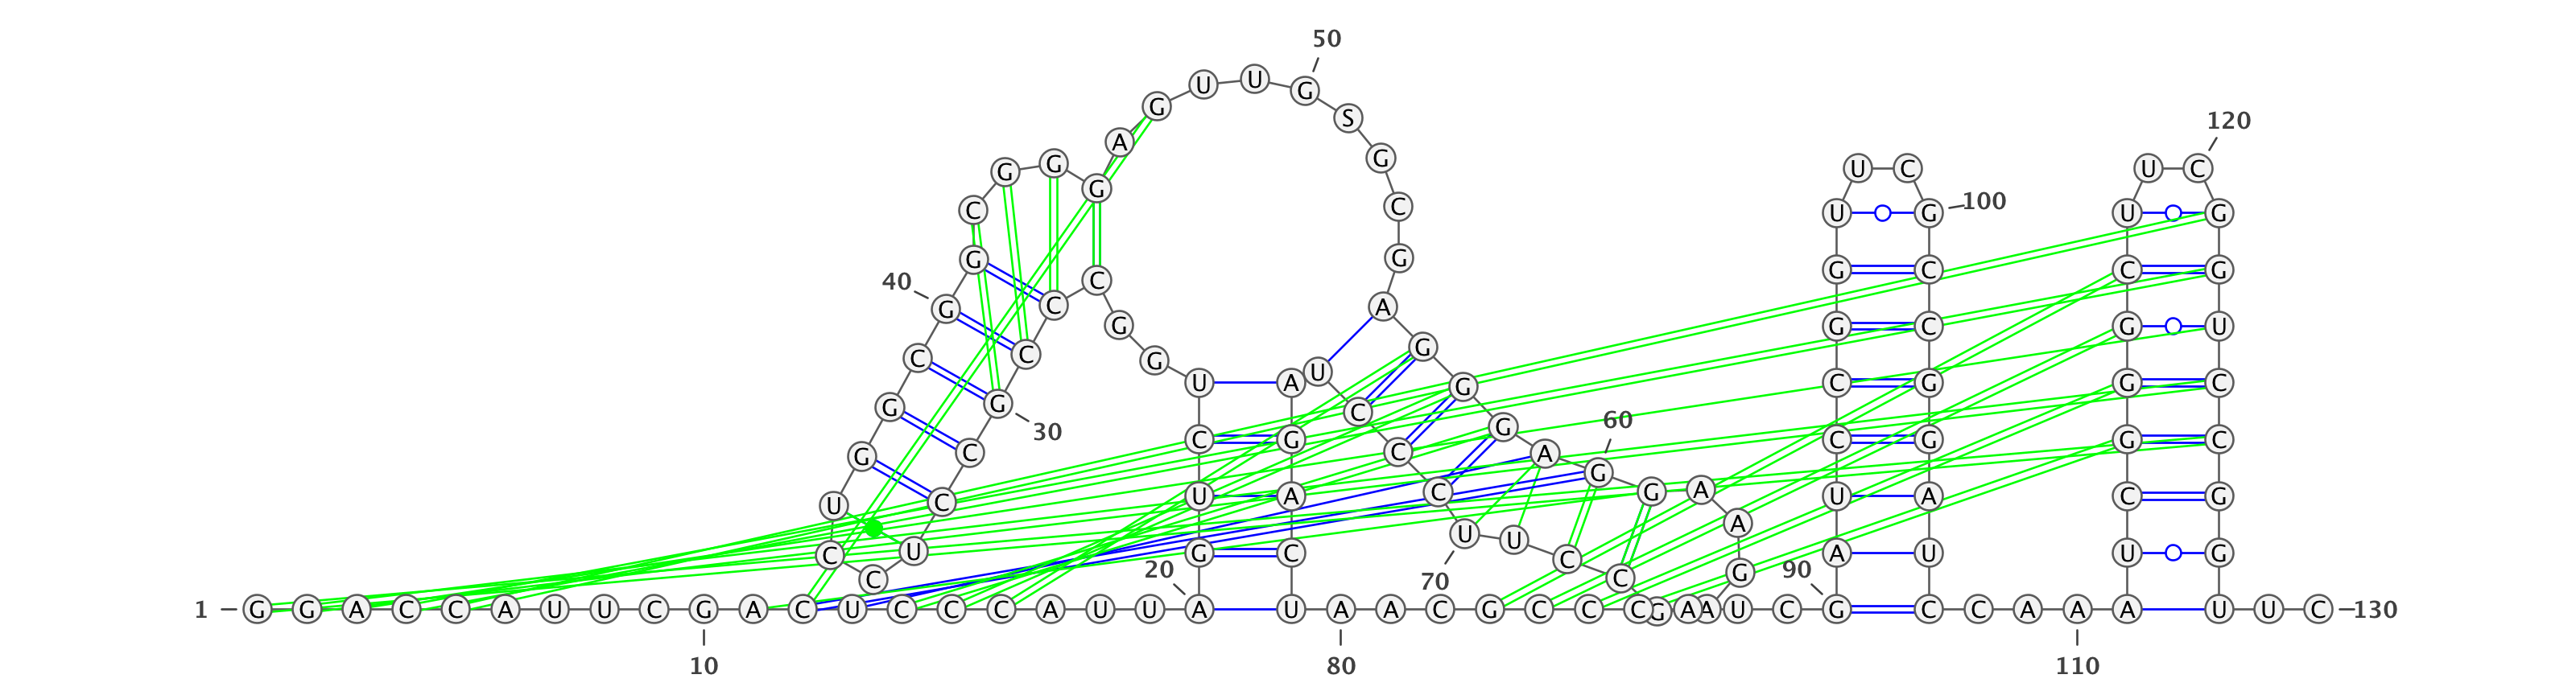 1
G G A C C A U U C G
10
A C U C C C A U U A
20
G U C U G G C C C G
30
C C U C C U G G C G
40
G C G G G A G U U G
50
S G C G A G G G A G
60
G A A G A G C C U U
70
C C C U A G A C U A
80
A C G C C C A U C G
90
A U C C G G U U C G
100
C C G G A U C C A A
110
A U C G G G C U U C
120
G G U C C G G U U C
130